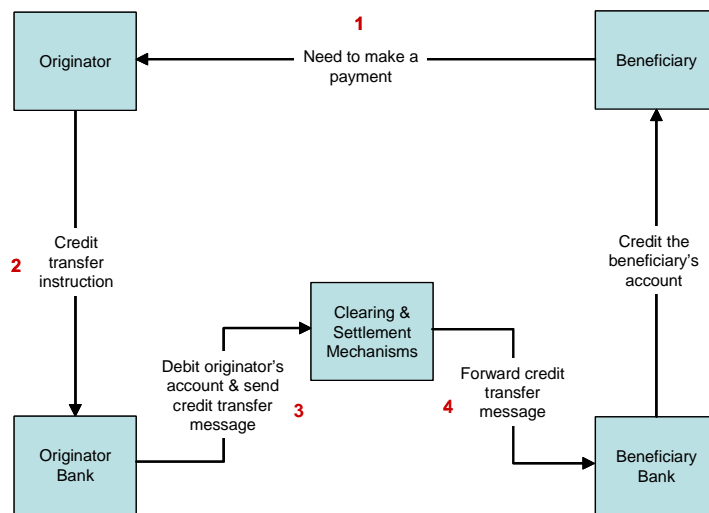 1
Originator
Need to make a
payment
Beneficiary
2
Credit
transfer
instruction
Credit the
beneficiary's
account
Clearing &
Settlement
Mechanisms
Debit originator's
account & send
credit transfer
message
3
4
Forward credit
transfer
message
Originator
Bank
Beneficiary
Bank